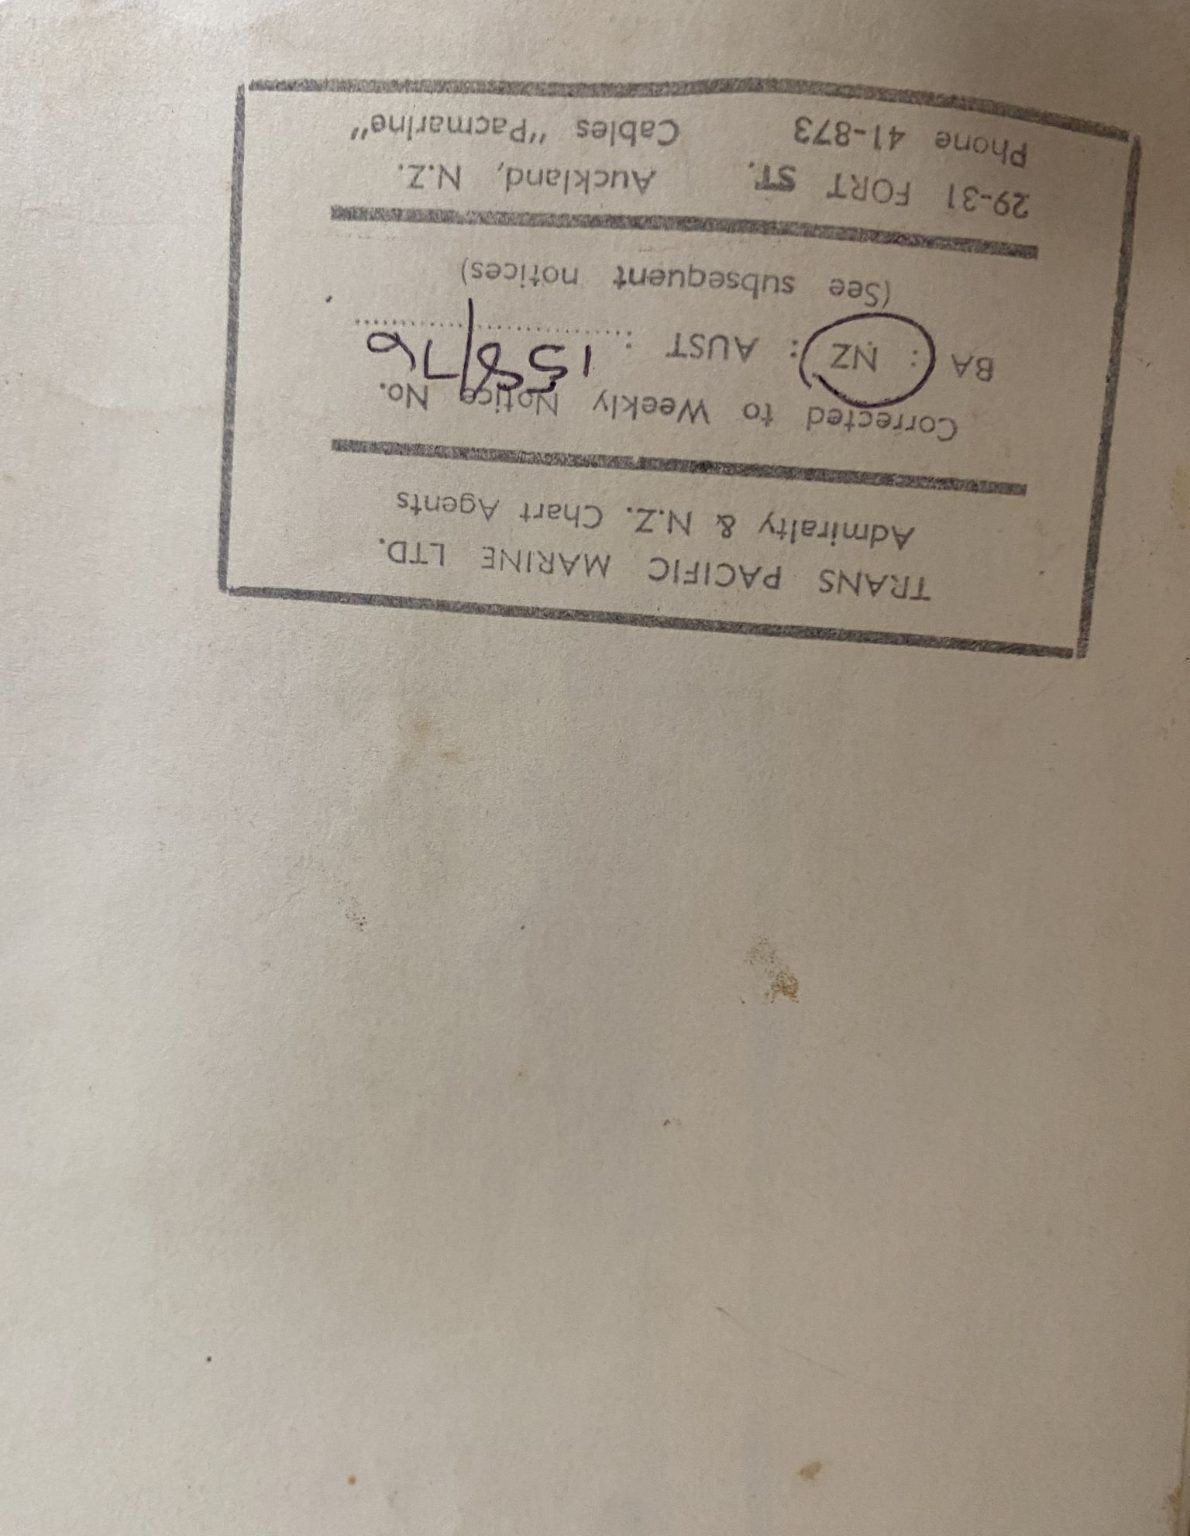 TRANS PACIFIC MARINE LTD.
Admiralty & N.Z. Chart Agents
Corrected to Weekly Notice No.
BA : NZ : AUST : 158/76
(See subsequent notices)
29-31 FORT ST. Auckland, N.Z.
Phone 41-873 Cables "Pacmarine"